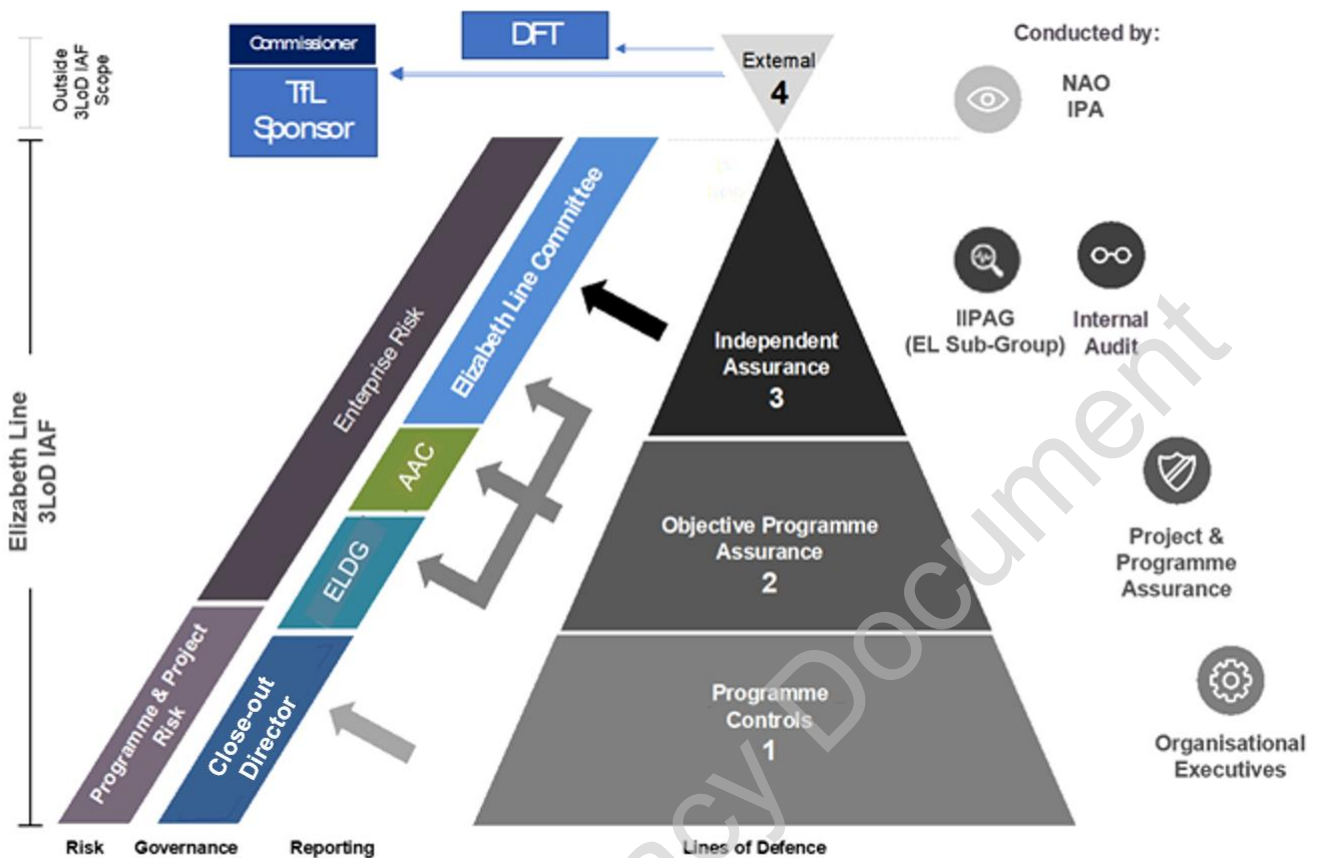 Outside
3LoD IAF
Scope
Commissioner
TfL
Sponsor
DFT
External
4
Conducted by:
NAO
IPA
Elizabeth Line
3LoD IAF
Enterprise Risk
Elizabeth Line Committee
AAC
ELDG
Programme & Project
Risk
Close-out
Director
Independent
Assurance
3
IIPAG
(EL Sub-Group)
Internal
Audit
Objective Programme
Assurance
2
Project &
Programme
Assurance
Programme
Controls
1
Organisational
Executives
Risk
Governance
Reporting
Lines of Defence
cy Document